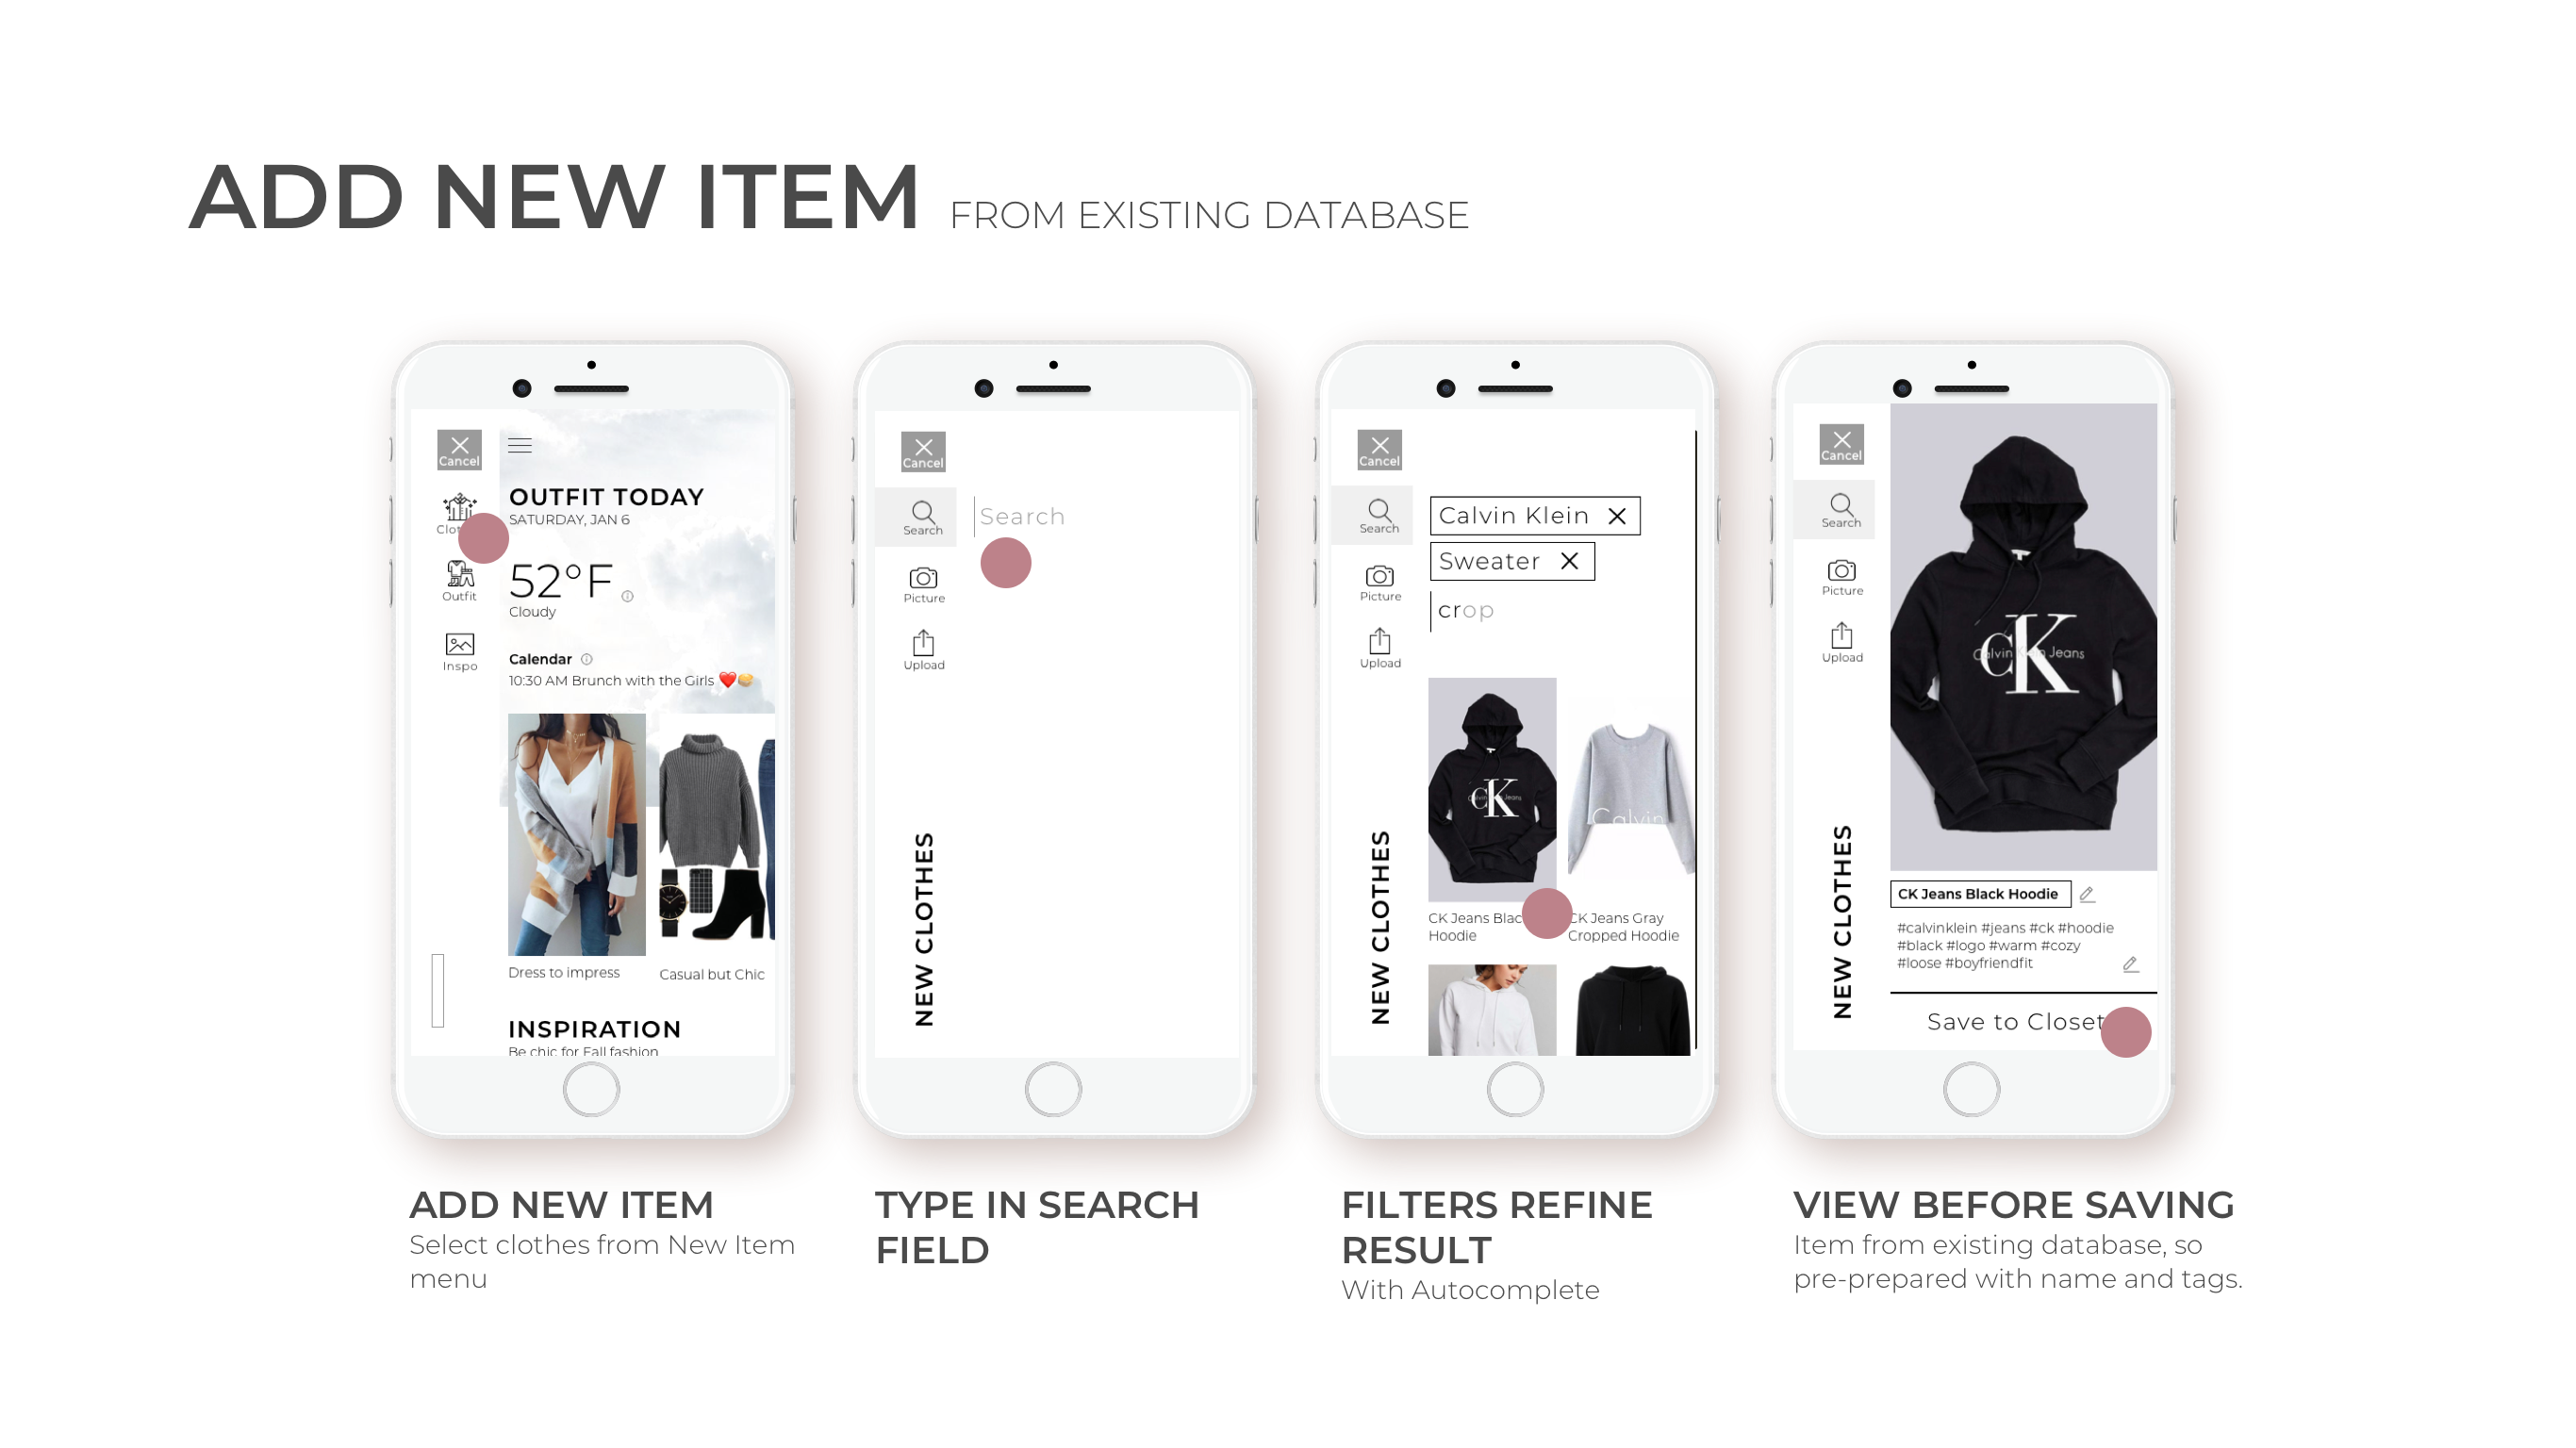 ADD NEW ITEM FROM EXISTING DATABASE
Cancel
Outfit
Inspo
OUTFIT TODAY
SATURDAY, JAN 6
52°F
Cloudy
Calendar
10:30 AM Brunch with the Girls ❤️
Dress to impress
Casual but Chic
INSPIRATION
Be chic for Fall fashion
Cancel
Search
Picture
Upload
NEW CLOTHES
Search
Cancel
Search
Picture
Upload
NEW CLOTHES
Calvin Klein
Sweater
crop
CK
Calvin
CK Jeans
Hoodie
CK Jeans Gray
Cropped Hoodie
Cancel
Search
Picture
Upload
NEW CLOTHES
CK
Calvin Jeans
CK Jeans Black Hoodie
#calvinklein #jeans #ck #hoodie
#black #logo #warm #cozy
#loose #boyfriendfit
Save to Closet
ADD NEW ITEM
Select clothes from New Item
menu
TYPE IN SEARCH
FIELD
FILTERS REFINE
RESULT
With Autocomplete
VIEW BEFORE SAVING
Item from existing database, so
pre-prepared with name and tags.